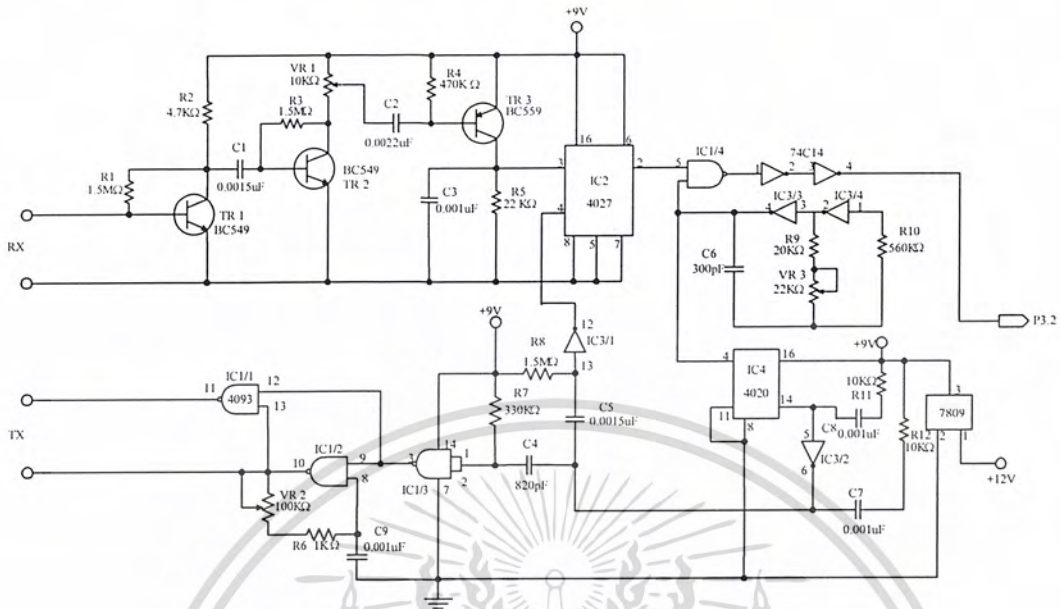 +9V
VR 1
10KΩ
R2
4.7KΩ
R3
1.5MΩ
R4
470K Ω
C2
0.0022uF
TR 3
BC559
C1
0.0015uF
BC549
TR 2
R1
1.5MΩ
TR 1
BC549
RX
C3
0.001uF
R5
22 KΩ
16
6
3
2
IC2
4027
4
8
5
7
IC1/4
5
74C14
1
2
3
4
IC3/3
4
3
IC3/4
2
1
R9
20KΩ
R10
560KΩ
C6
300pF
VR 3
22KΩ
P3.2
+9V
R8
1.5MΩ
12
IC3/1
13
R7
330KΩ
C5
0.0015uF
IC1/1
11
4093
12
13
TX
IC1/2
10
9
8
14
3
1
2
IC1/3
7
C4
820pF
VR 2
100KΩ
R6
1KΩ
C9
0.001uF
+9V
4
16
IC4
4020
11
14
8
10KΩ
R11
C8
0.001uF
R12
10KΩ
3
7809
2
1
+12V
5
IC3/2
6
C7
0.001uF